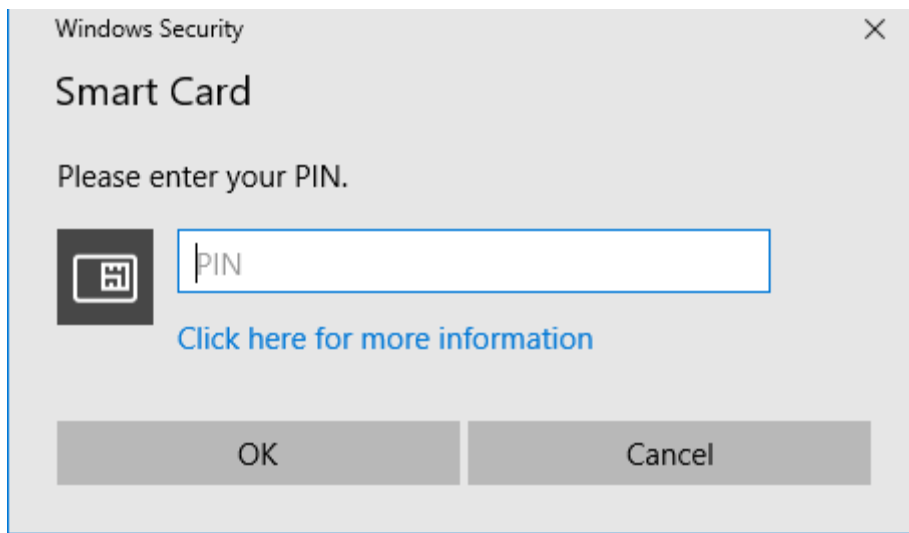 Windows Security
Smart Card
Please enter your PIN.
PIN
Click here for more information
OK
Cancel